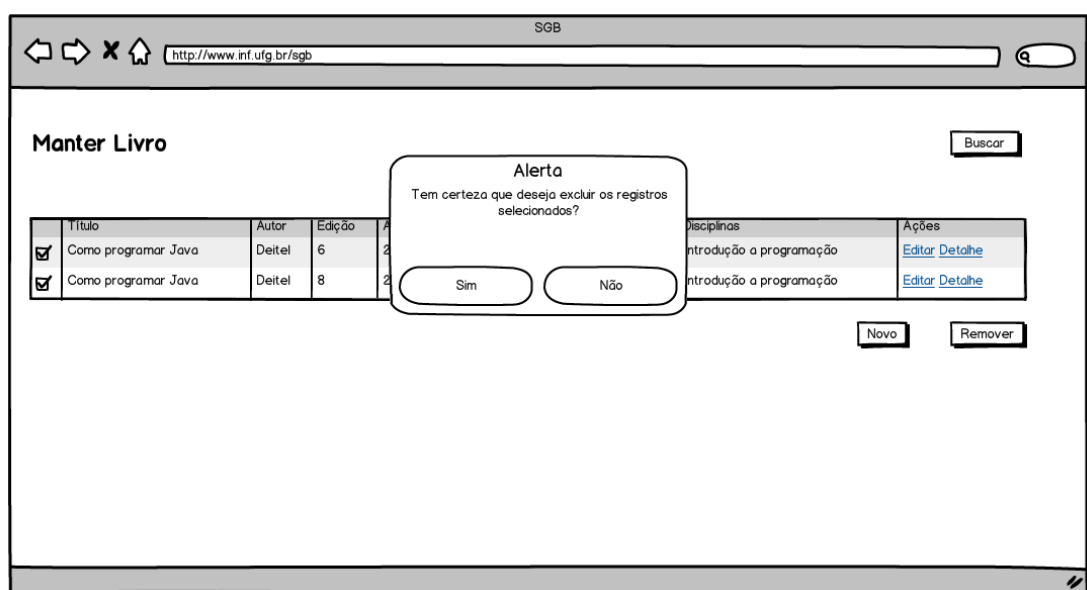 SGB
http://www.inf.ufg.br/sgb
Manter Livro
Buscar
Alerta
Tem certeza que deseja excluir os registros
selecionados?
Título Autor Edição Disciplinas Ações
Como programar Java Deitel 6 2 ntrodução a programação Editar Detalhe
Como programar Java Deitel 8 2 ntrodução a programação Editar Detalhe
Sim Não
Novo Remover